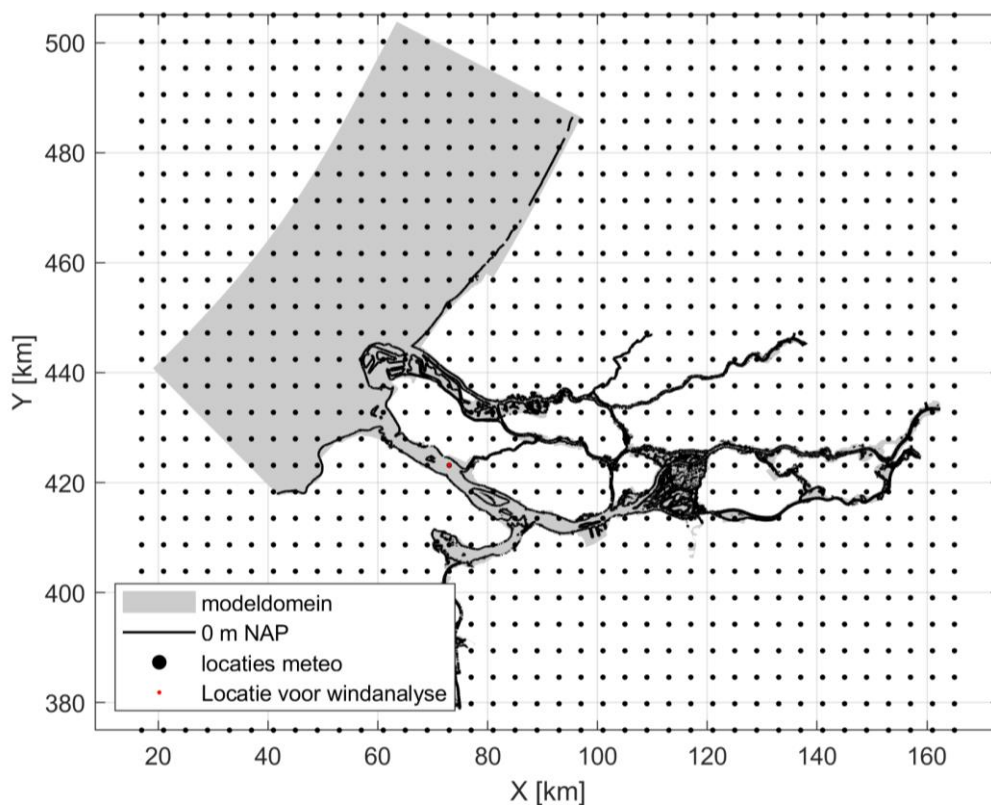 500
480
460
440
420
400
380
Y [km]
modeldomein
0 m NAP
locaties meteo
Locatie voor windanalyse
20 40 60 80 100 120 140 160
X [km]